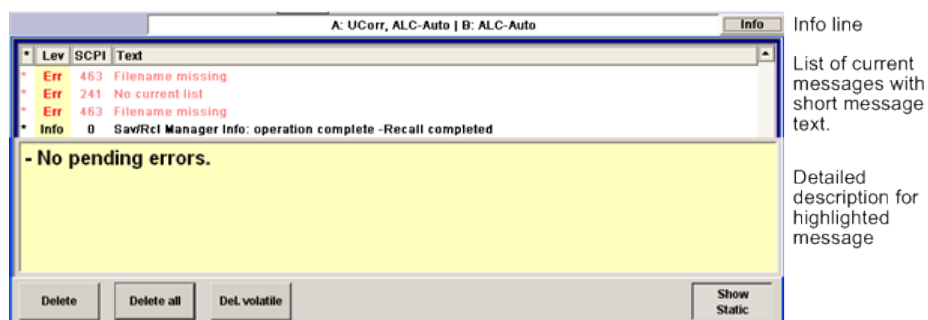 A: UCorr, ALC-Auto | B: ALC-Auto
Info
Info line
* Lev SCPI Text
* Err 463 Filename missing
* Err 241 No current list
* Err 463 Filename missing
* Info 0 Sav/Rcl Manager Info: operation complete -Recall completed
List of current
messages with
short message
text.
- No pending errors.
Detailed
description for
highlighted
message
Delete
Delete all
Del. volatile
Show
Static